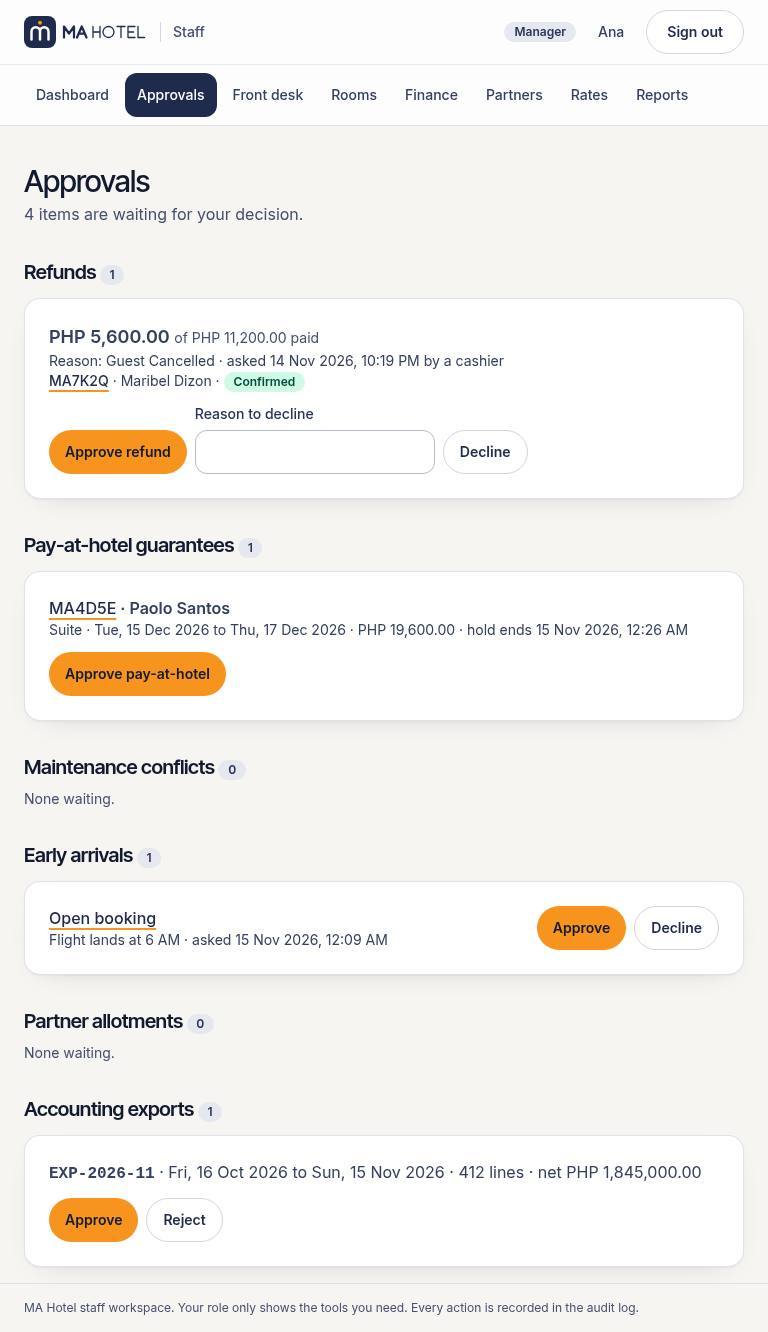 MA HOTEL Staff Manager Ana Sign out
Dashboard Approvals Front desk Rooms Finance Partners Rates Reports
Approvals
4 items are waiting for your decision.
Refunds 1
PHP 5,600.00 of PHP 11,200.00 paid
Reason: Guest Cancelled · asked 14 Nov 2026, 10:19 PM by a cashier
MA7K2Q · Maribel Dizon · Confirmed
Reason to decline
Approve refund Decline
Pay-at-hotel guarantees 1
MA4D5E · Paolo Santos
Suite · Tue, 15 Dec 2026 to Thu, 17 Dec 2026 · PHP 19,600.00 · hold ends 15 Nov 2026, 12:26 AM
Approve pay-at-hotel
Maintenance conflicts 0
None waiting.
Early arrivals 1
Open booking
Flight lands at 6 AM · asked 15 Nov 2026, 12:09 AM
Approve Decline
Partner allotments 0
None waiting.
Accounting exports 1
EXP-2026-11 · Fri, 16 Oct 2026 to Sun, 15 Nov 2026 · 412 lines · net PHP 1,845,000.00
Approve Reject
MA Hotel staff workspace. Your role only shows the tools you need. Every action is recorded in the audit log.